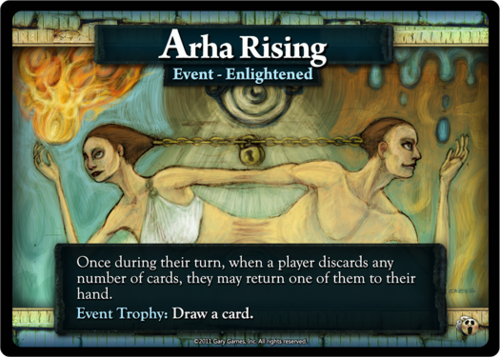 Arha Rising
Event - Enlightened
Once during their turn, when a player discards any
number of cards, they may return one of them to their
hand.
Event Trophy: Draw a card.
©2011 Gary Games, Inc. All rights reserved.